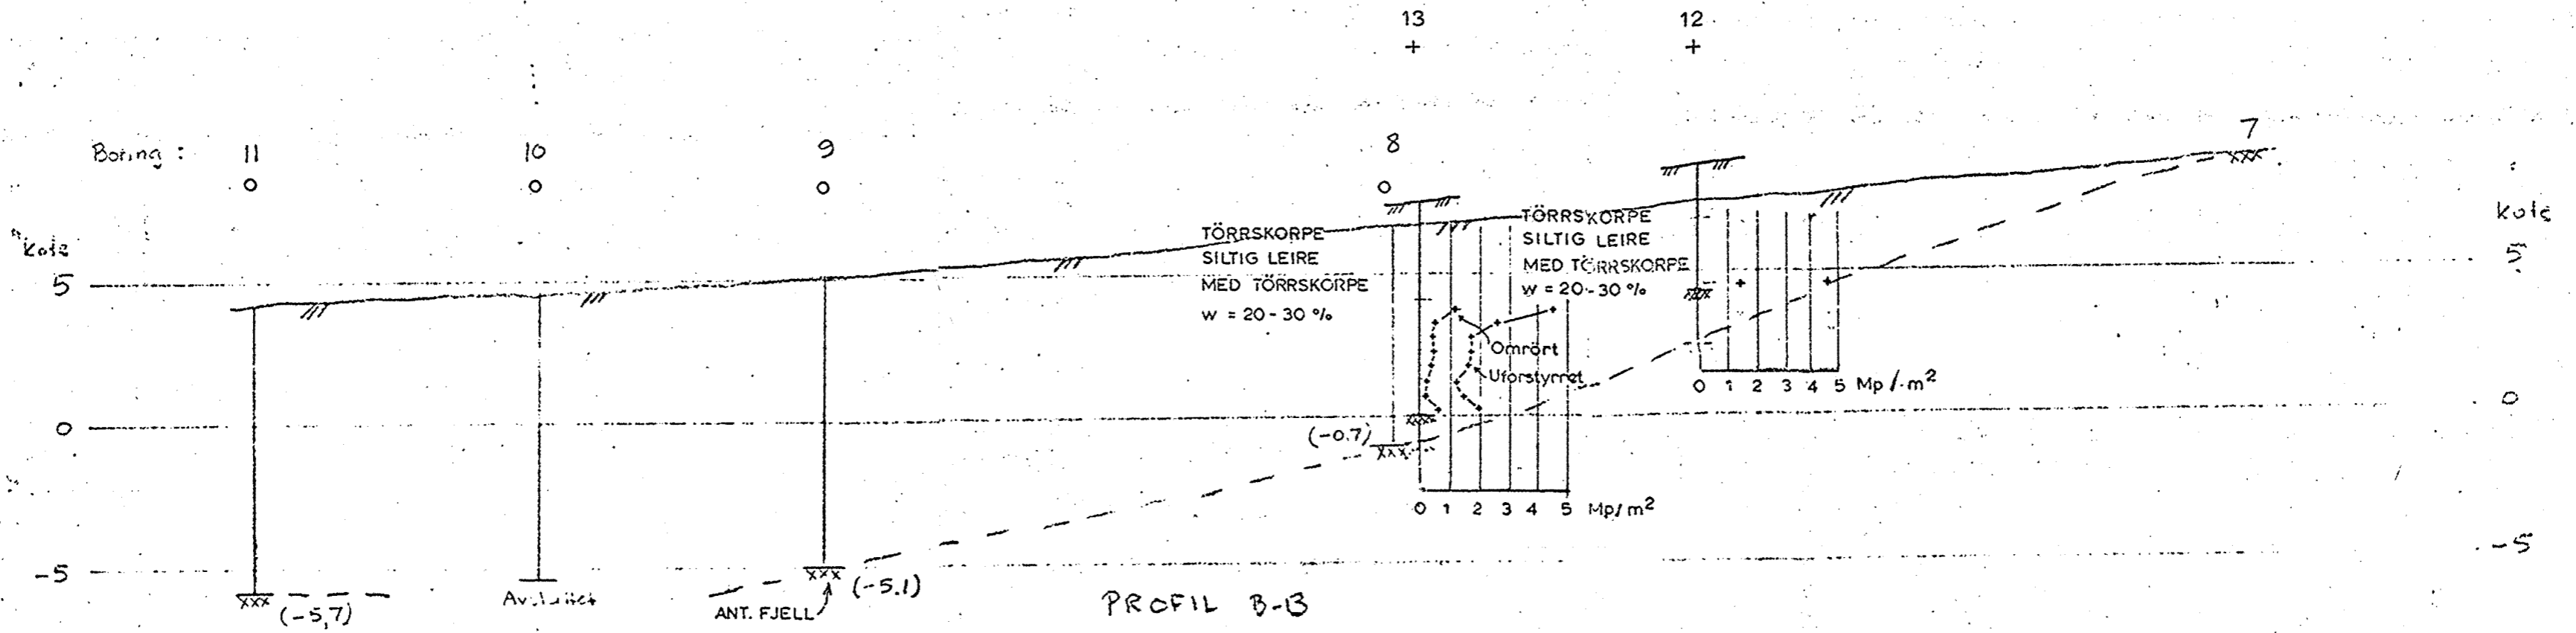 13
12
Boring :
11
10
9
8
7
Kote
5
0
-5
TÖRRSKORPE
SILTIG LEIRE
MED TÖRRSKORPE
W = 20 - 30 %
TÖRRSKORPE
SILTIG LEIRE
MED TÖRRSKORPE
W = 20 - 30 %
Kote
5
0
-5
Omrört
Uforstyrret
0 1 2 3 4 5 Mp/m²
0 1 2 3 4 5 Mp/m²
(-0.7)
(-5,7)
Avsluttet
ANT. FJELL
(-5.1)
PROFIL B-B